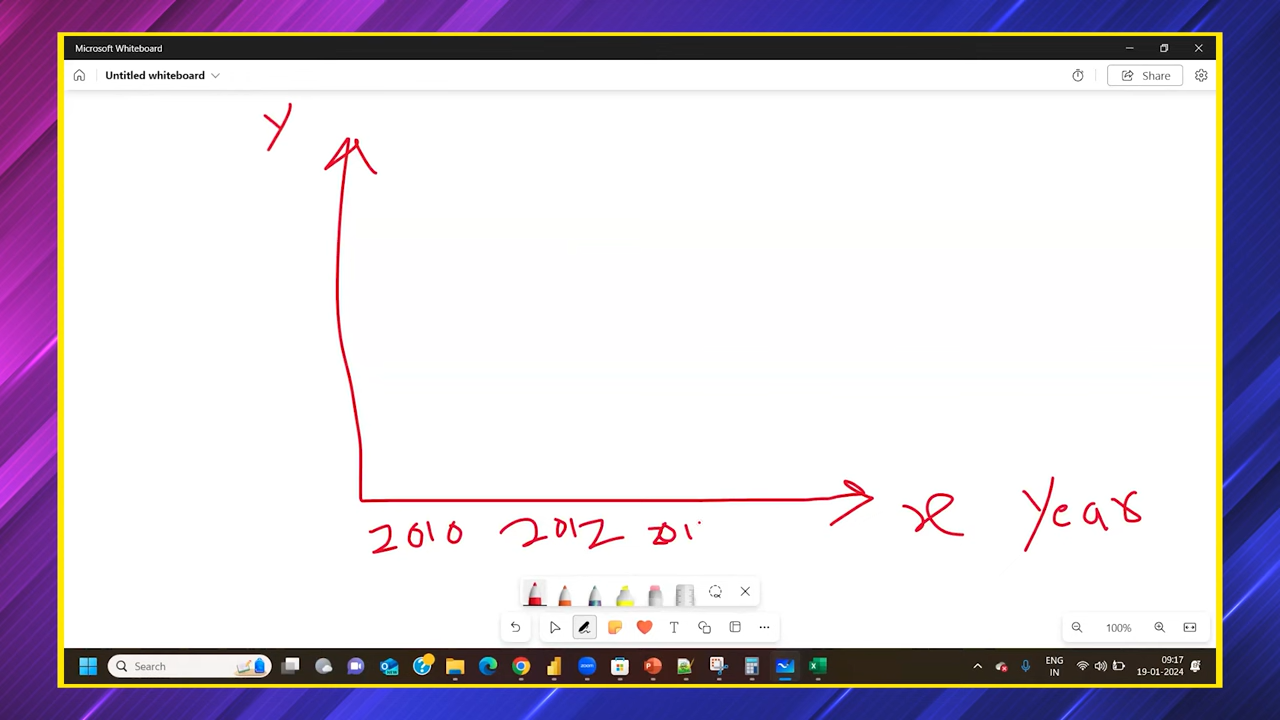 Microsoft Whiteboard
Untitled whiteboard
Share
y
x Year
2010 2012
100%
Search
ENG
IN
09:17
19-01-2024